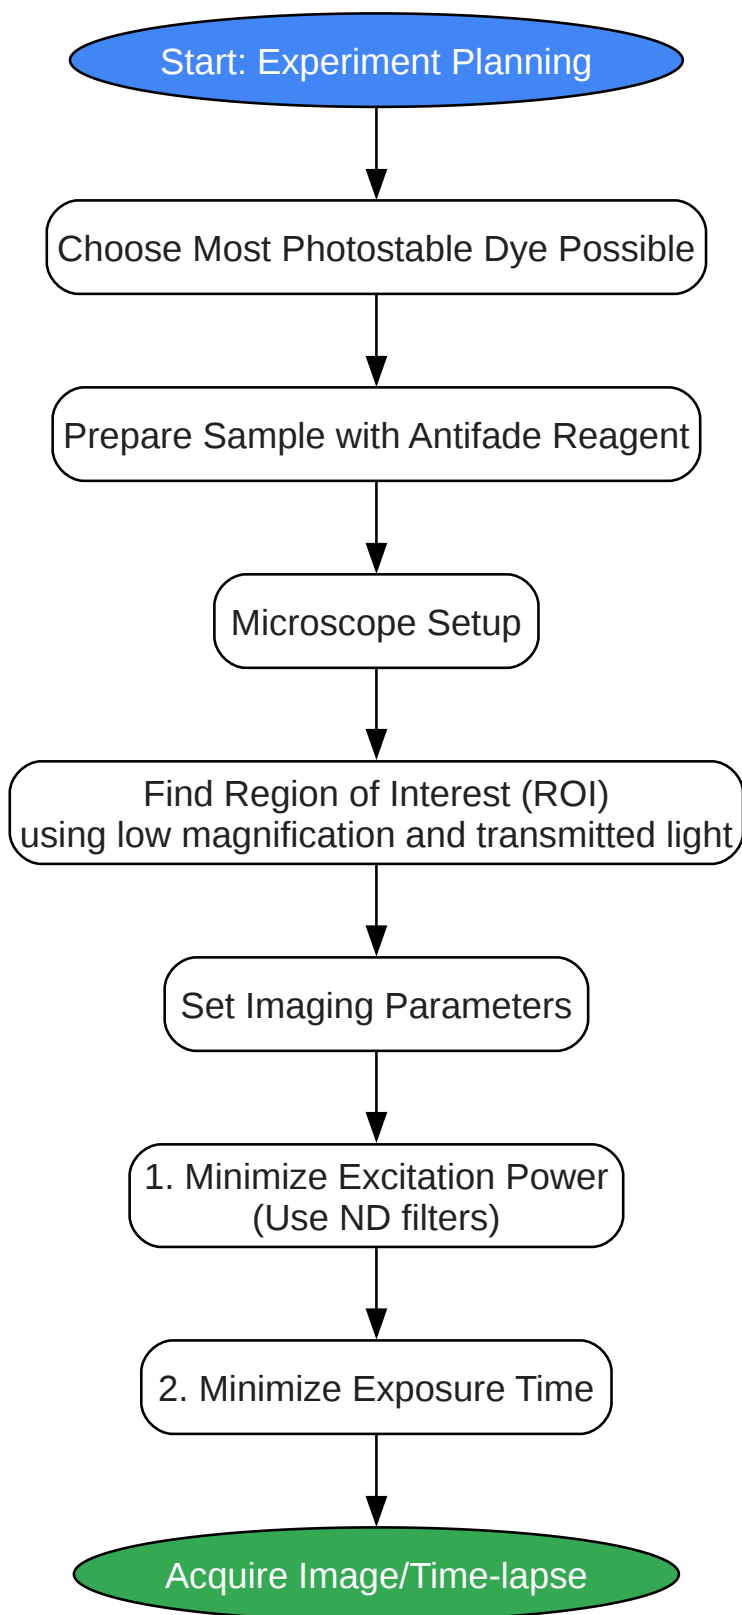 Start: Experiment Planning
Choose Most Photostable Dye Possible
Prepare Sample with Antifade Reagent
Microscope Setup
Find Region of Interest (ROI)
using low magnification and transmitted light
Set Imaging Parameters
1. Minimize Excitation Power
(Use ND filters)
2. Minimize Exposure Time
Acquire Image/Time-lapse